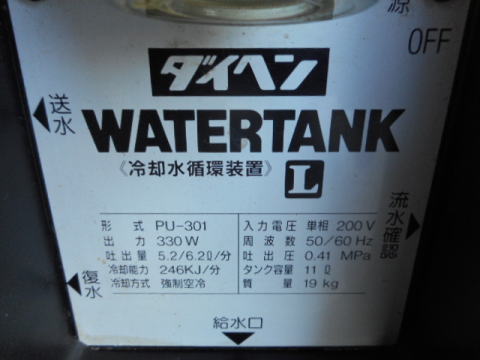 源
OFF
ダイヘン
送水
WATERTANK
《冷却水循環装置》 L
流水確認
形式 PU-301
出力 330W
吐出量 5.2/6.2ℓ/分
冷却能力 246KJ/分
冷却方式 強制空冷
入力電圧 単相 200V
周波数 50/60Hz
吐出圧 0.41 MPa
タンク容量 11ℓ
質量 19kg
復水
給水口